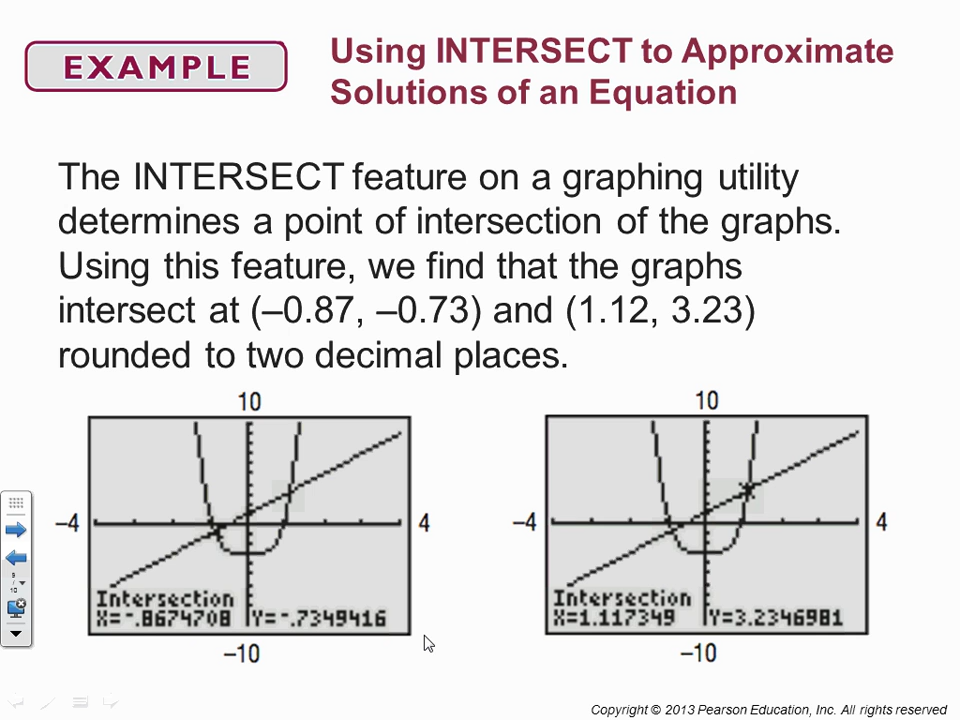 EXAMPLE
Using INTERSECT to Approximate
Solutions of an Equation
The INTERSECT feature on a graphing utility
determines a point of intersection of the graphs.
Using this feature, we find that the graphs
intersect at (–0.87, –0.73) and (1.12, 3.23)
rounded to two decimal places.
10
–4
4
Intersection
X=-.8674708 Y=-.7349416
–10
10
–4
4
Intersection
X=1.117349 Y=3.2346981
–10
9
/
10
Copyright © 2013 Pearson Education, Inc. All rights reserved